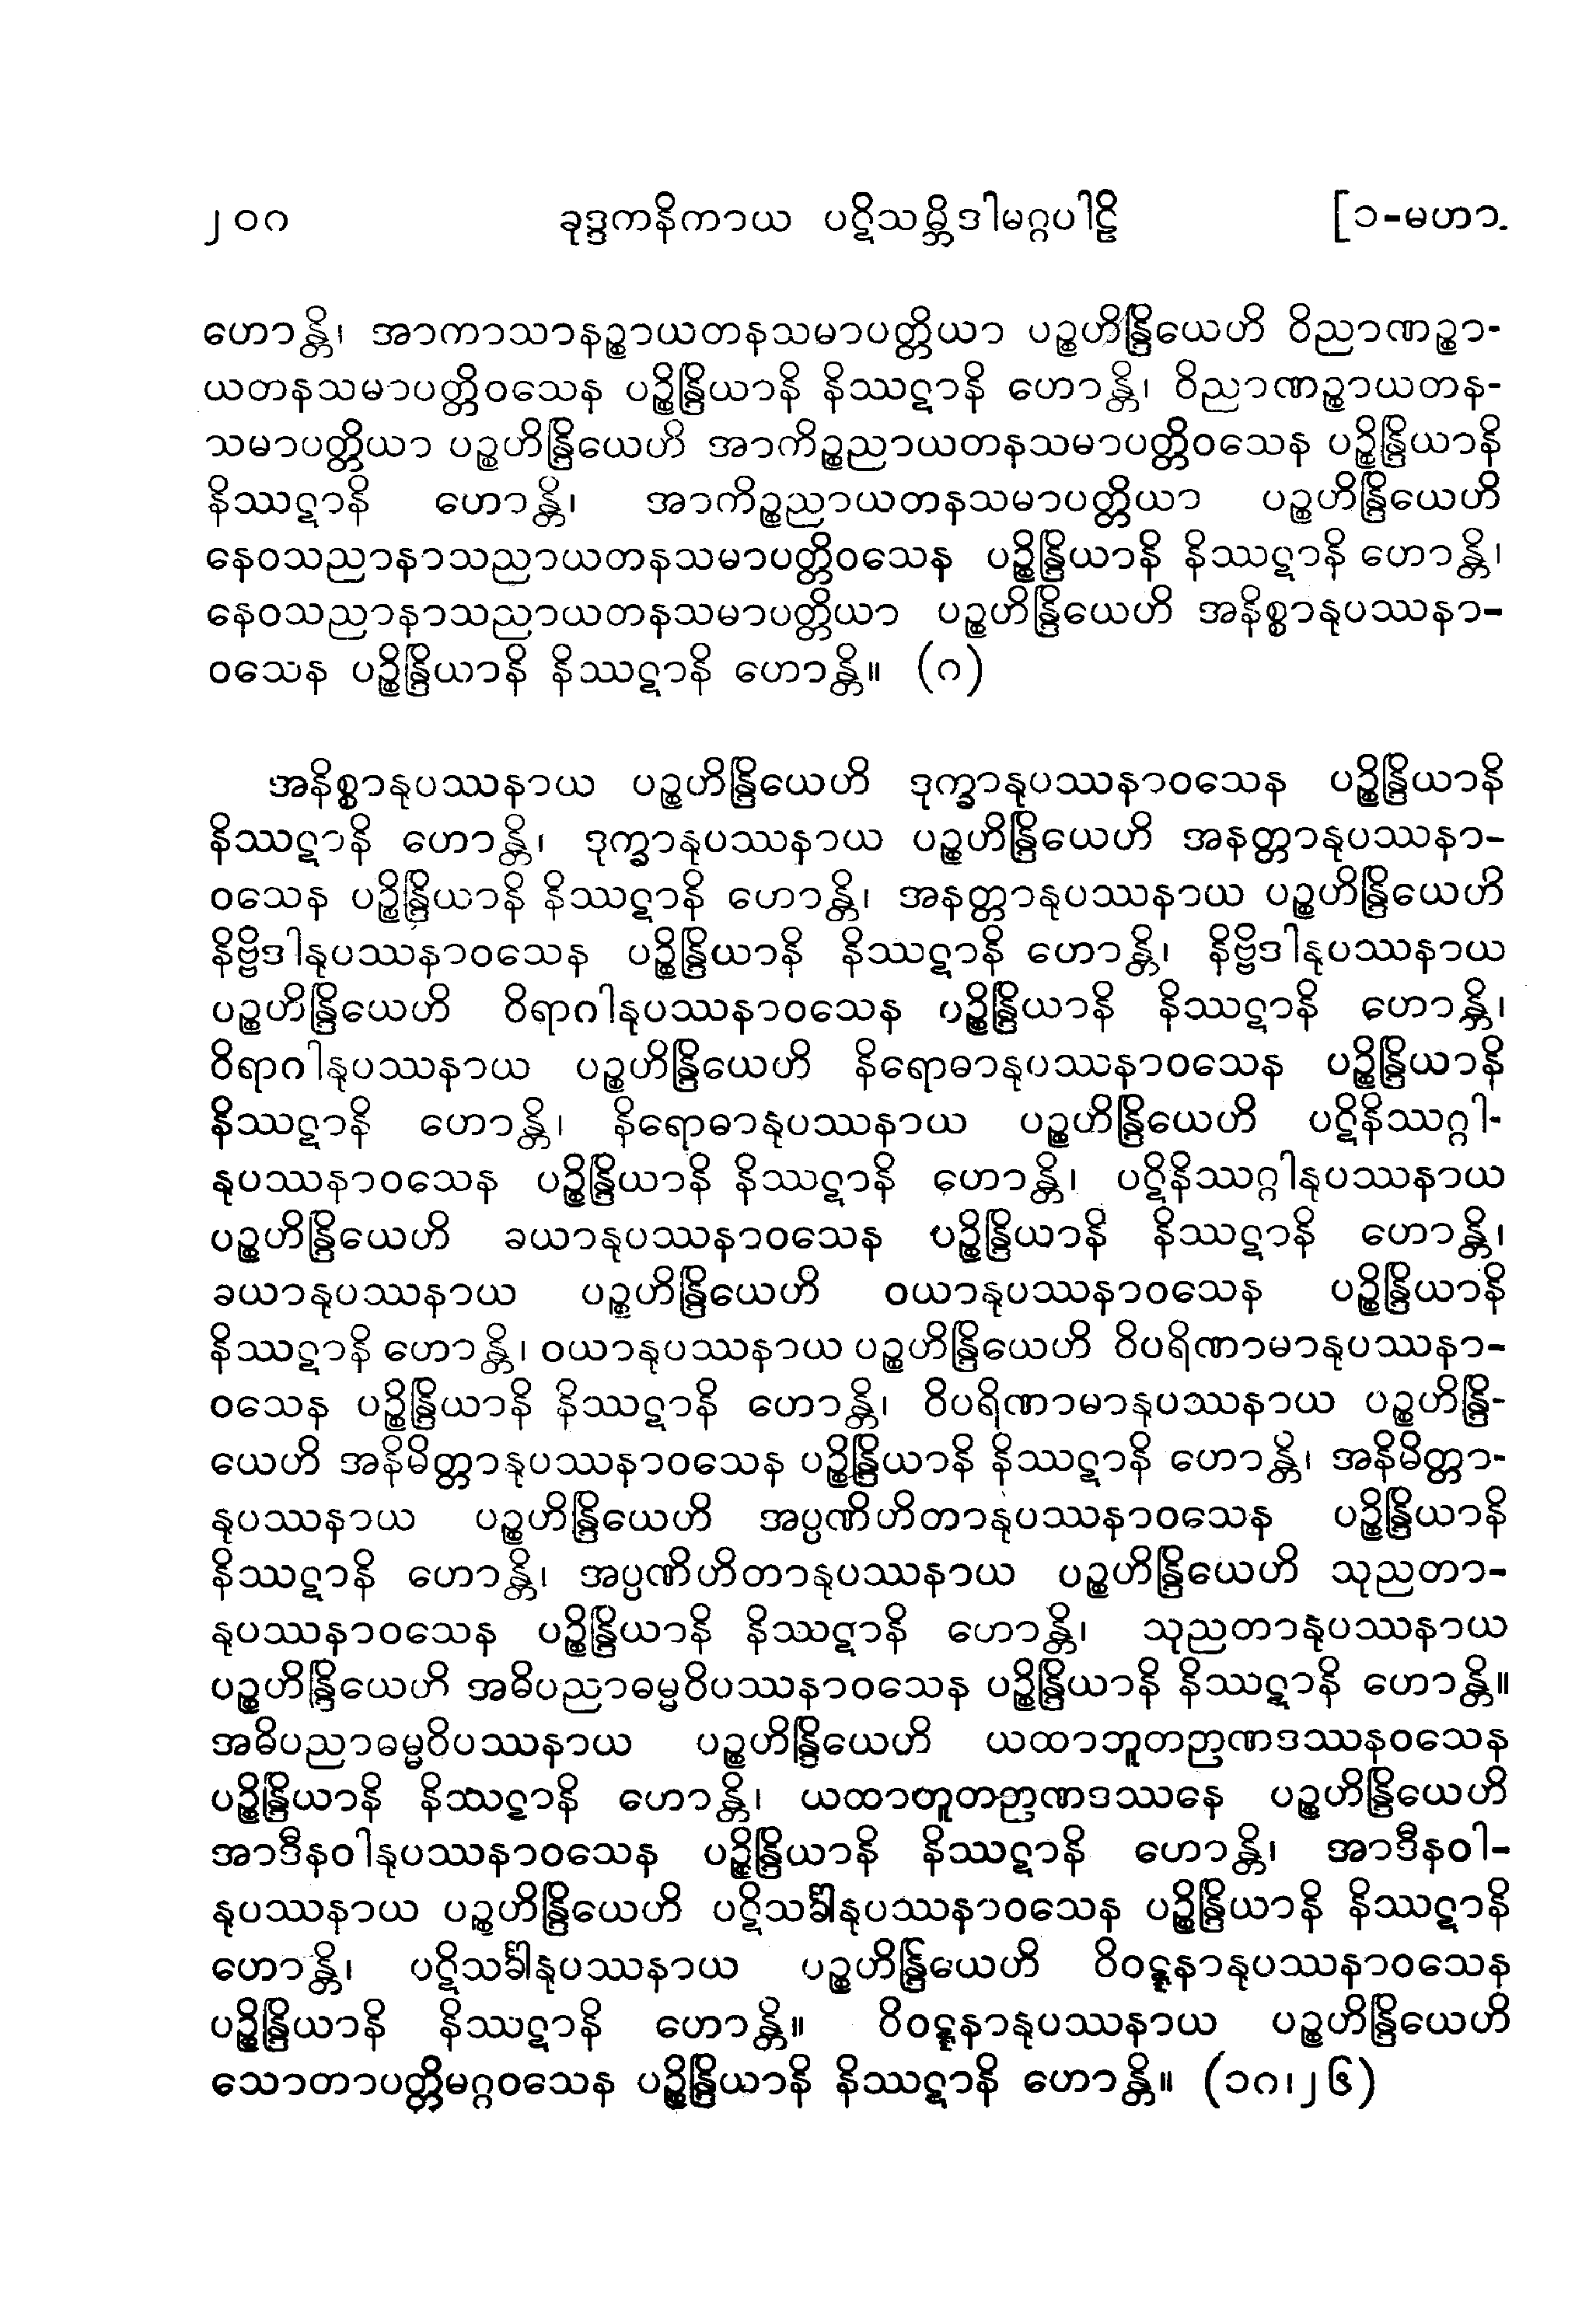 ၂၀ဂ ခုဒ္ဒကနိကာယ ပဋိသမ္ဘိဒါမဂ္ဂပါဠိ [၁-မဟာ.
ဟောန္တိ၊ အာကာသာနဉ္စာယတနသမာပတ္တိယာ ပဉ္စဟိန္ဒြိယေဟိ ဝိညာဏဉ္စာ-
ယတနသမာပတ္တိဝသေန ပဉ္စိန္ဒြိယာနိ နိဿဋာနိ ဟောန္တိ၊ ဝိညာဏဉ္စာယတန-
သမာပတ္တိယာ ပဉ္စဟိန္ဒြိယေဟိ အာကိဉ္စညာယတနသမာပတ္တိဝသေန ပဉ္စိန္ဒြိယာနိ
နိဿဋာနိ ဟောန္တိ၊ အာကိဉ္စညာယတနသမာပတ္တိယာ ပဉ္စဟိန္ဒြိယေဟိ
နေဝသညာနာသညာယတနသမာပတ္တိဝသေန ပဉ္စိန္ဒြိယာနိ နိဿဋာနိ ဟောန္တိ၊
နေဝသညာနာသညာယတနသမာပတ္တိယာ ပဉ္စဟိန္ဒြိယေဟိ အနိစ္စာနုပဿနာ-
ဝသေန ပဉ္စိန္ဒြိယာနိ နိဿဋာနိ ဟောန္တိ။ (ဂ)
အနိစ္စာနုပဿနာယ ပဉ္စဟိန္ဒြိယေဟိ ဒုက္ခာနုပဿနာဝသေန ပဉ္စိန္ဒြိယာနိ
နိဿဋာနိ ဟောန္တိ၊ ဒုက္ခာနုပဿနာယ ပဉ္စဟိန္ဒြိယေဟိ အနတ္တာနုပဿနာ-
ဝသေန ပဉ္စိန္ဒြိယာနိ နိဿဋာနိ ဟောန္တိ၊ အနတ္တာနုပဿနာယ ပဉ္စဟိန္ဒြိယေဟိ
နိဗ္ဗိဒါနုပဿနာဝသေန ပဉ္စိန္ဒြိယာနိ နိဿဋာနိ ဟောန္တိ၊ နိဗ္ဗိဒါနုပဿနာယ
ပဉ္စဟိန္ဒြိယေဟိ ဝိရာဂါနုပဿနာဝသေန ပဉ္စိန္ဒြိယာနိ နိဿဋာနိ ဟောန္တိ၊
ဝိရာဂါနုပဿနာယ ပဉ္စဟိန္ဒြိယေဟိ နိရောဓာနုပဿနာဝသေန ပဉ္စိန္ဒြိယာနိ
နိဿဋာနိ ဟောန္တိ၊ နိရောဓာနုပဿနာယ ပဉ္စဟိန္ဒြိယေဟိ ပဋိနိဿဂ္ဂါ-
နုပဿနာဝသေန ပဉ္စိန္ဒြိယာနိ နိဿဋာနိ ဟောန္တိ၊ ပဋိနိဿဂ္ဂါနုပဿနာယ
ပဉ္စဟိန္ဒြိယေဟိ ခယာနုပဿနာဝသေန ပဉ္စိန္ဒြိယာနိ နိဿဋာနိ ဟောန္တိ၊
ခယာနုပဿနာယ ပဉ္စဟိန္ဒြိယေဟိ ဝယာနုပဿနာဝသေန ပဉ္စိန္ဒြိယာနိ
နိဿဋာနိ ဟောန္တိ၊ ဝယာနုပဿနာယ ပဉ္စဟိန္ဒြိယေဟိ ဝိပရိဏာမာနုပဿနာ-
ဝသေန ပဉ္စိန္ဒြိယာနိ နိဿဋာနိ ဟောန္တိ၊ ဝိပရိဏာမာနုပဿနာယ ပဉ္စဟိန္ဒြိ-
ယေဟိ အနိမိတ္တာနုပဿနာဝသေန ပဉ္စိန္ဒြိယာနိ နိဿဋာနိ ဟောန္တိ၊ အနိမိတ္တာ-
နုပဿနာယ ပဉ္စဟိန္ဒြိယေဟိ အပ္ပဏိဟိတာနုပဿနာဝသေန ပဉ္စိန္ဒြိယာနိ
နိဿဋာနိ ဟောန္တိ၊ အပ္ပဏိဟိတာနုပဿနာယ ပဉ္စဟိန္ဒြိယေဟိ သုညတာ-
နုပဿနာဝသေန ပဉ္စိန္ဒြိယာနိ နိဿဋာနိ ဟောန္တိ၊ သုညတာနုပဿနာယ
ပဉ္စဟိန္ဒြိယေဟိ အဓိပညာဓမ္မဝိပဿနာဝသေန ပဉ္စိန္ဒြိယာနိ နိဿဋာနိ ဟောန္တိ။
အဓိပညာဓမ္မဝိပဿနာယ ပဉ္စဟိန္ဒြိယေဟိ ယထာဘူတဉာဏဒဿနဝသေန
ပဉ္စိန္ဒြိယာနိ နိဿဋာနိ ဟောန္တိ၊ ယထာဘူတဉာဏဒဿနေ ပဉ္စဟိန္ဒြိယေဟိ
အာဒီနဝါနုပဿနာဝသေန ပဉ္စိန္ဒြိယာနိ နိဿဋာနိ ဟောန္တိ၊ အာဒီနဝါ-
နုပဿနာယ ပဉ္စဟိန္ဒြိယေဟိ ပဋိသင်္ခါနုပဿနာဝသေန ပဉ္စိန္ဒြိယာနိ နိဿဋာနိ
ဟောန္တိ၊ ပဋိသင်္ခါနုပဿနာယ ပဉ္စဟိန္ဒြိယေဟိ ဝိဝဋ္ဋနာနုပဿနာဝသေန
ပဉ္စိန္ဒြိယာနိ နိဿဋာနိ ဟောန္တိ။ ဝိဝဋ္ဋနာနုပဿနာယ ပဉ္စဟိန္ဒြိယေဟိ
သောတာပတ္တိမဂ္ဂဝသေန ပဉ္စိန္ဒြိယာနိ နိဿဋာနိ ဟောန္တိ။ (၁ဂ၊၂၆)